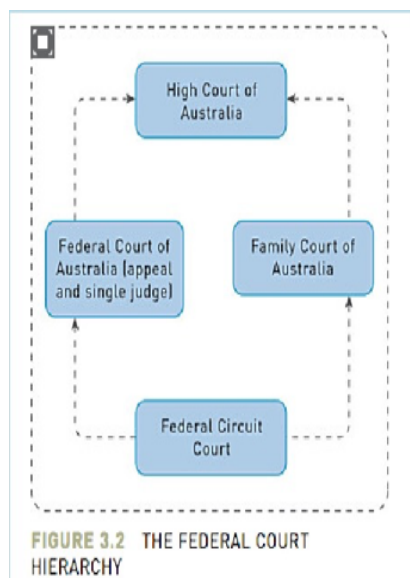 High Court of
Australia
Federal Court of
Australia (appeal
and single judge)
Family Court of
Australia
Federal Circuit
Court
FIGURE 3.2 THE FEDERAL COURT
HIERARCHY